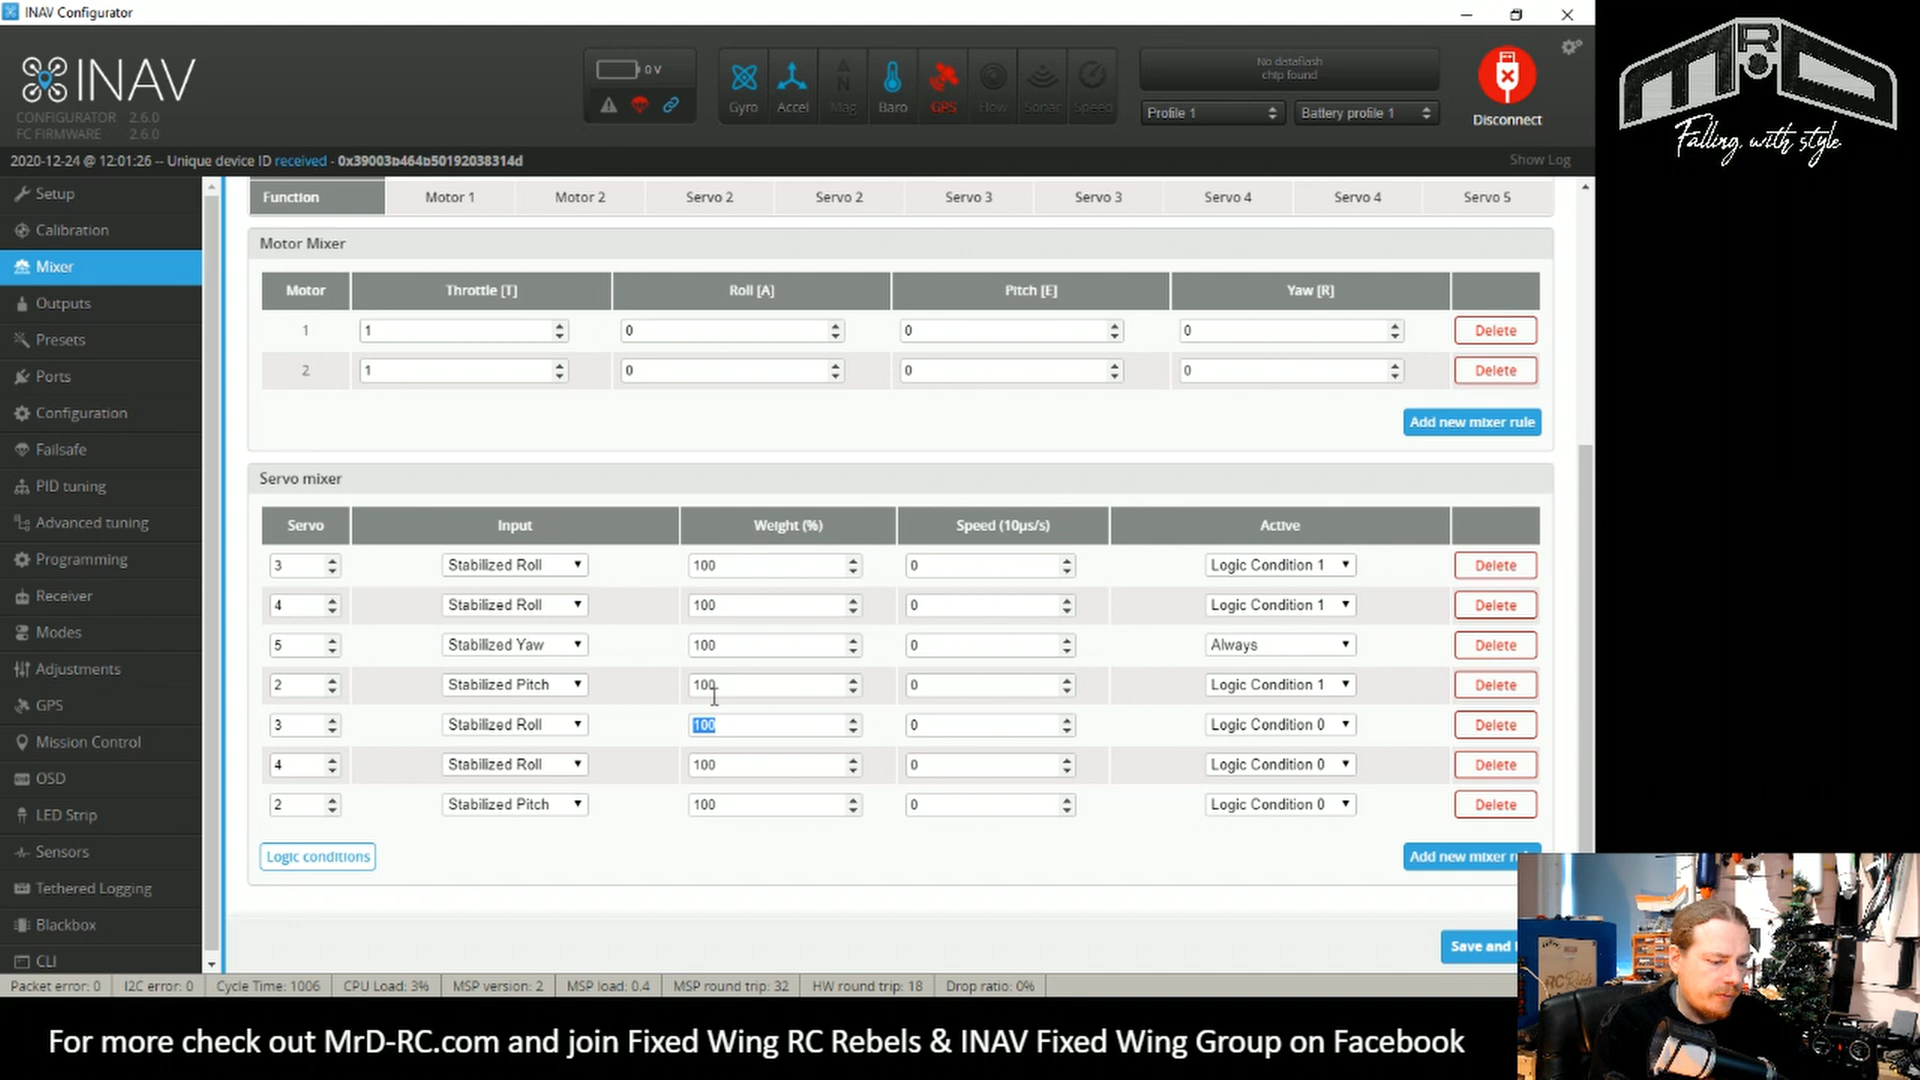 INAV Configurator
INAV
CONFIGURATOR 2.6.0
FC FIRMWARE 2.6.0
0 V
Gyro Accel Mag Baro GPS Flow Sonar Speed
No dataflash
chip found
Profile 1 Battery profile 1
Disconnect
MRD
Falling with style
2020-12-24 @ 12:01:26 -- Unique device ID received - 0x39003b464b50192038314d
Show Log
Setup
Calibration
Mixer
Outputs
Presets
Ports
Configuration
Failsafe
PID tuning
Advanced tuning
Programming
Receiver
Modes
Adjustments
GPS
Mission Control
OSD
LED Strip
Sensors
Tethered Logging
Blackbox
CLI
Function Motor 1 Motor 2 Servo 2 Servo 2 Servo 3 Servo 3 Servo 4 Servo 4 Servo 5
Motor Mixer
Motor Throttle [T] Roll [A] Pitch [E] Yaw [R]
1 1 0 0 0 Delete
2 1 0 0 0 Delete
Add new mixer rule
Servo mixer
Servo Input Weight (%) Speed (10µs/s) Active
3 Stabilized Roll 100 0 Logic Condition 1 Delete
4 Stabilized Roll 100 0 Logic Condition 1 Delete
5 Stabilized Yaw 100 0 Always Delete
2 Stabilized Pitch 100 0 Logic Condition 1 Delete
3 Stabilized Roll 100 0 Logic Condition 0 Delete
4 Stabilized Roll 100 0 Logic Condition 0 Delete
2 Stabilized Pitch 100 0 Logic Condition 0 Delete
Logic conditions
Add new mixer
Save and
Packet error: 0 I2C error: 0 Cycle Time: 1006 CPU Load: 3% MSP version: 2 MSP load: 0.4 MSP round trip: 32 HW round trip: 18 Drop ratio: 0%
For more check out MrD-RC.com and join Fixed Wing RC Rebels & INAV Fixed Wing Group on Facebook